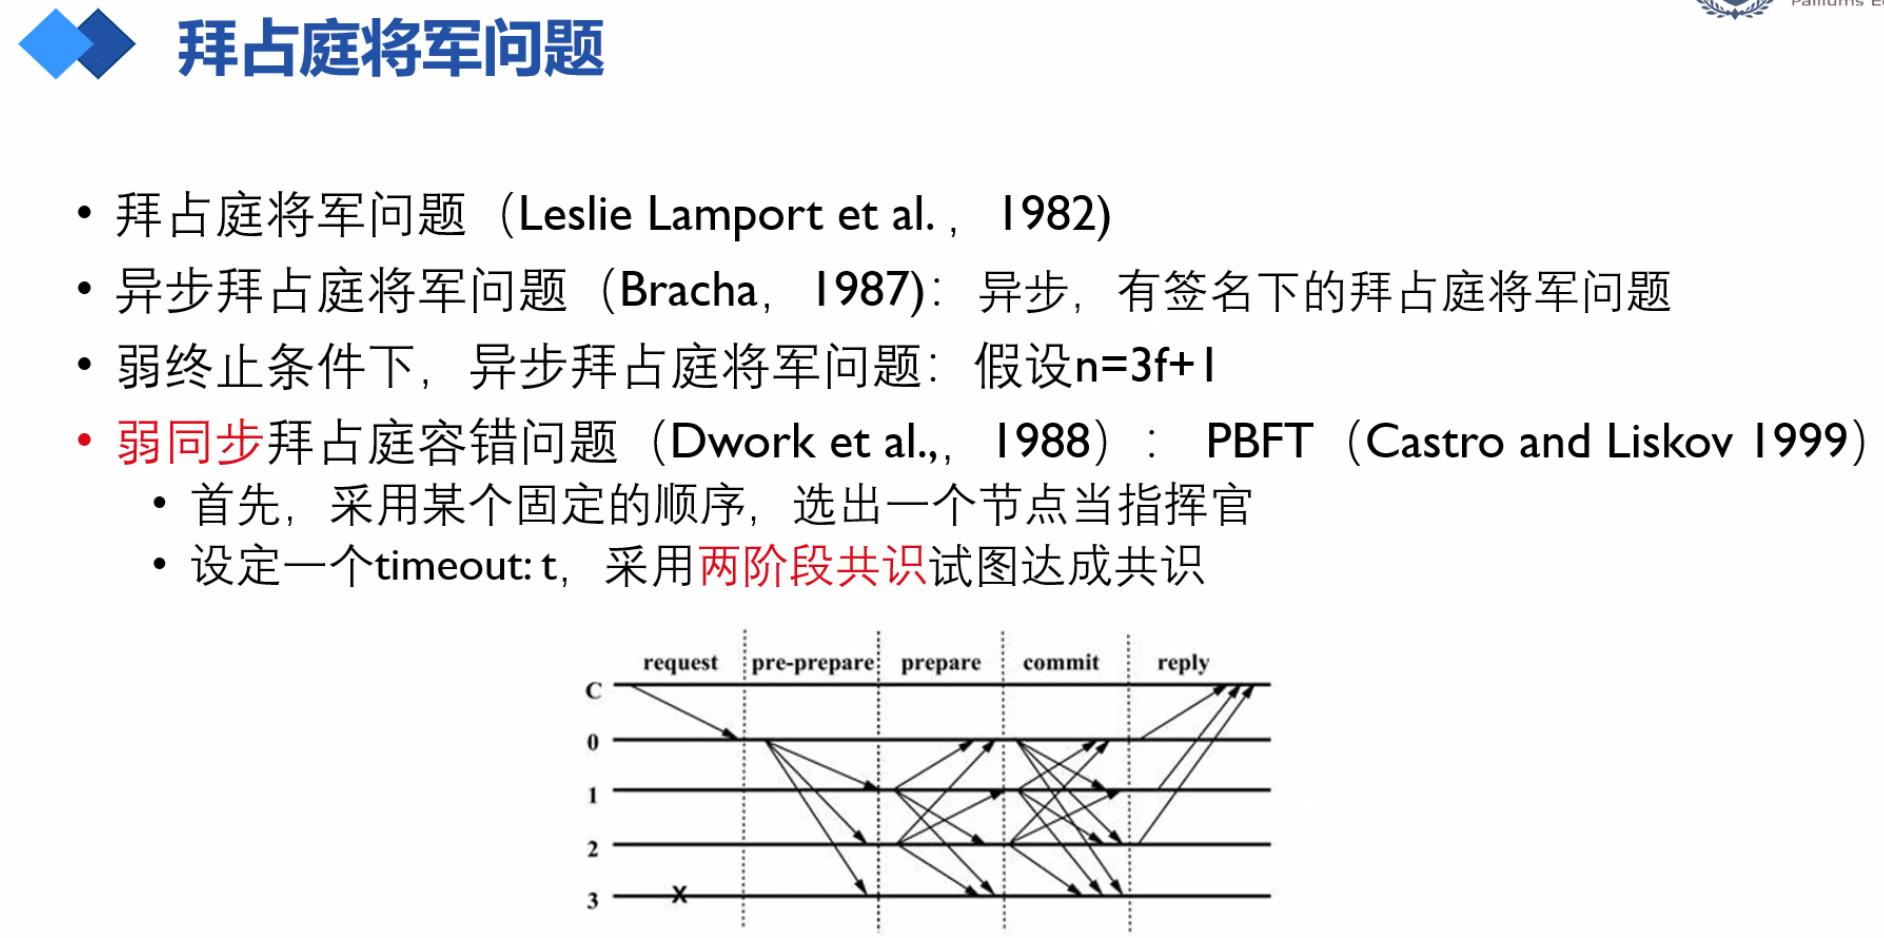 Palliums E
拜占庭将军问题
• 拜占庭将军问题（Leslie Lamport et al. , 1982)
• 异步拜占庭将军问题（Bracha, 1987)：异步，有签名下的拜占庭将军问题
• 弱终止条件下，异步拜占庭将军问题：假设n=3f+1
• 弱同步拜占庭容错问题（Dwork et al.,, 1988）： PBFT（Castro and Liskov 1999）
• 首先，采用某个固定的顺序，选出一个节点当指挥官
• 设定一个timeout: t，采用两阶段共识试图达成共识
request pre-prepare prepare commit reply
C
0
1
2
3 X